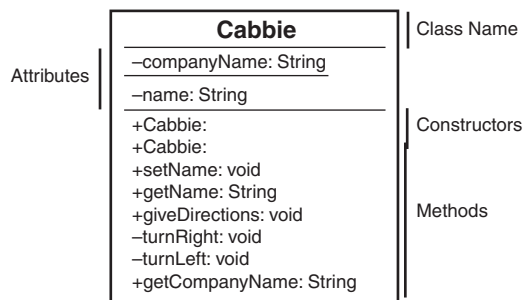 Cabbie
Class Name
Attributes
–companyName: String
–name: String
+Cabbie:
+Cabbie:
Constructors
+setName: void
+getName: String
+giveDirections: void
Methods
–turnRight: void
–turnLeft: void
+getCompanyName: String